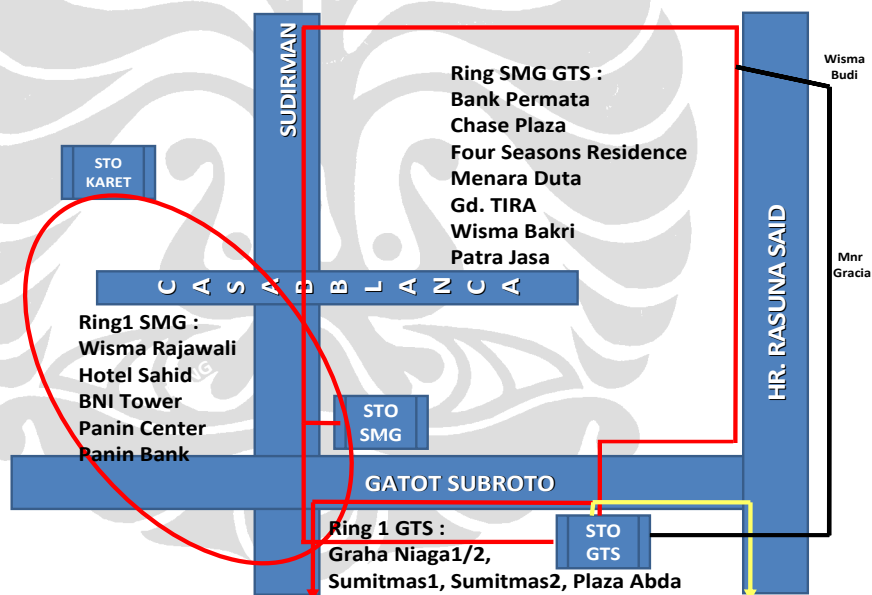 SUDIRMAN
Wisma
Budi
Ring SMG GTS :
Bank Permata
Chase Plaza
Four Seasons Residence
Menara Duta
Gd. TIRA
Wisma Bakri
Patra Jasa
STO
KARET
HR. RASUNA SAID
Mnr
Gracia
CASABBLANCA
Ring1 SMG :
Wisma Rajawali
Hotel Sahid
BNI Tower
Panin Center
Panin Bank
STO
SMG
GATOT SUBROTO
Ring 1 GTS :
Graha Niaga1/2,
Sumitmas1, Sumitmas2, Plaza Abda
STO
GTS